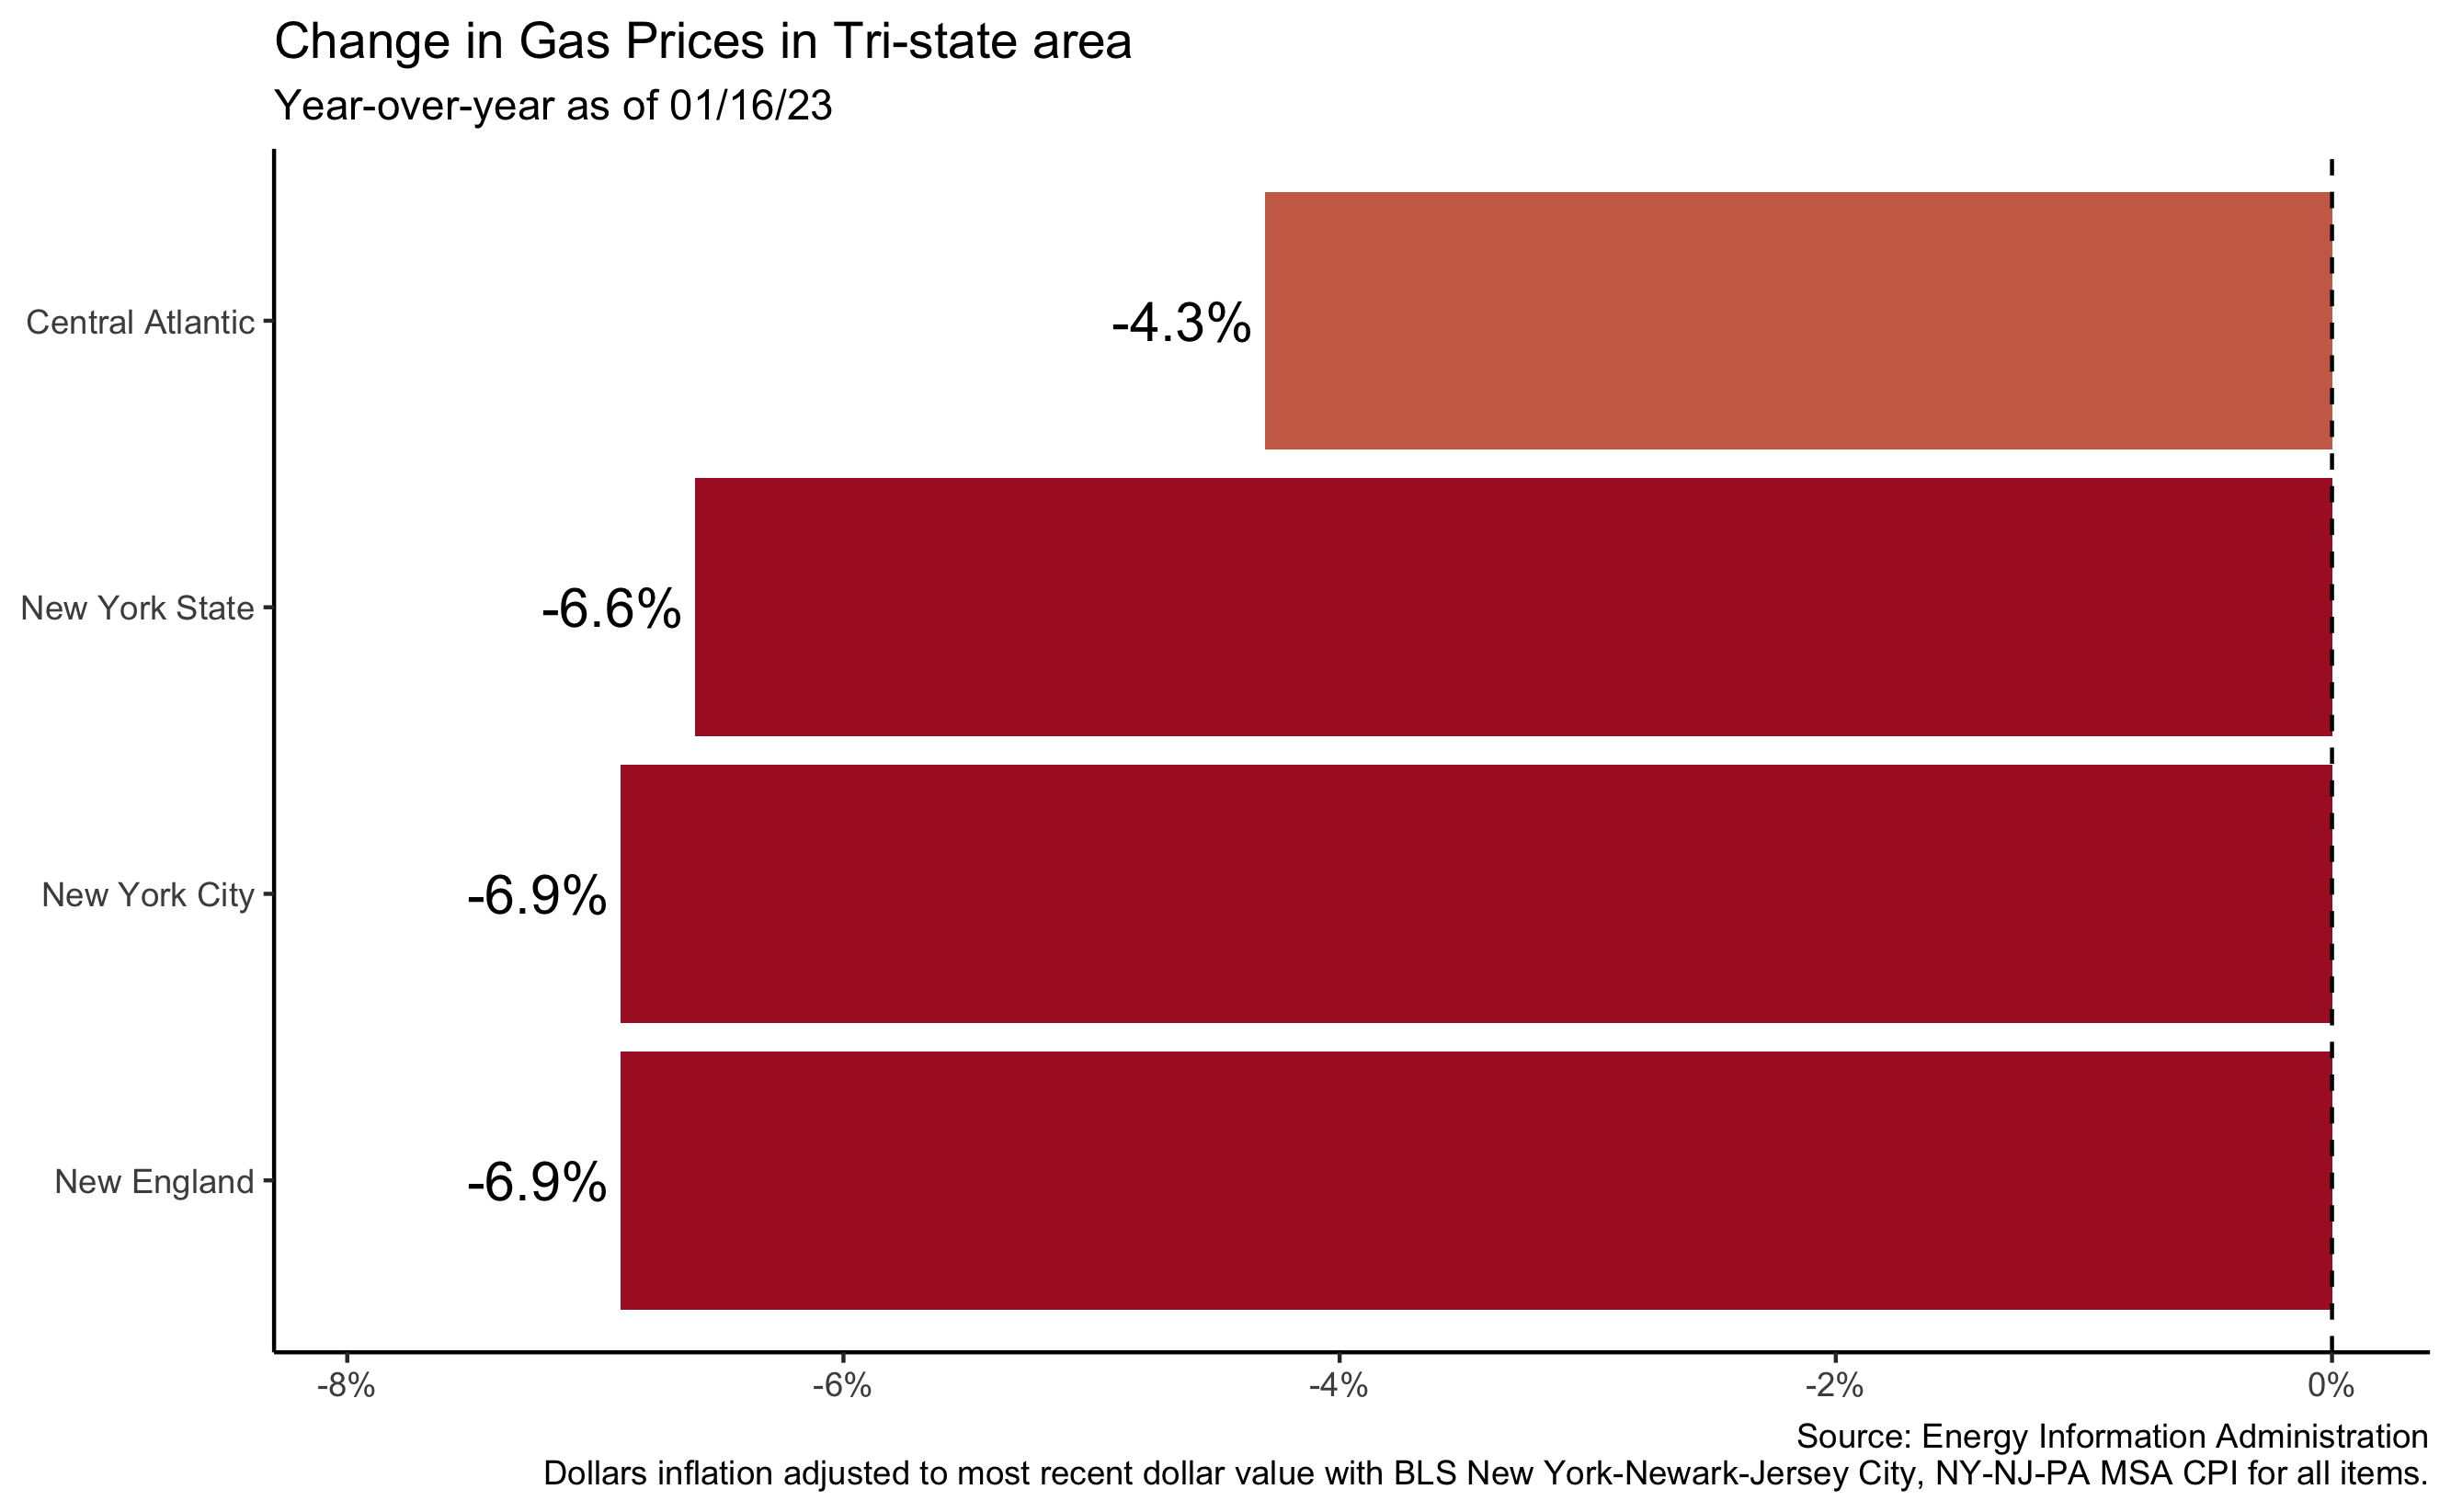 Change in Gas Prices in Tri-state area
Year-over-year as of 01/16/23
Central Atlantic
-4.3%
New York State
-6.6%
New York City
-6.9%
New England
-6.9%
-8%
-6%
-4%
-2%
0%
Source: Energy Information Administration
Dollars inflation adjusted to most recent dollar value with BLS New York-Newark-Jersey City, NY-NJ-PA MSA CPI for all items.